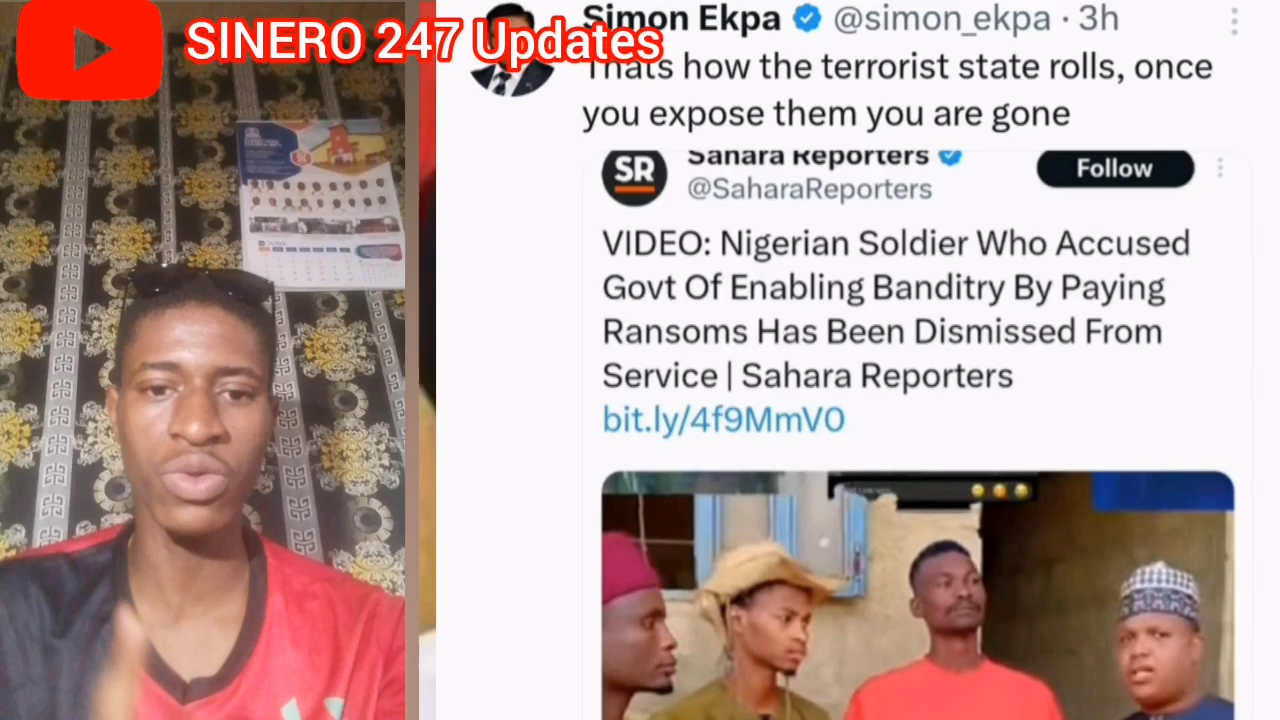 SINERO 247 Updates
Simon Ekpa @simon_ekpa · 3h
Thats how the terrorist state rolls, once
you expose them you are gone
SR
Sahara Reporters
@SaharaReporters
Follow
VIDEO: Nigerian Soldier Who Accused
Govt Of Enabling Banditry By Paying
Ransoms Has Been Dismissed From
Service | Sahara Reporters
bit.ly/4f9MmV0
JUNE